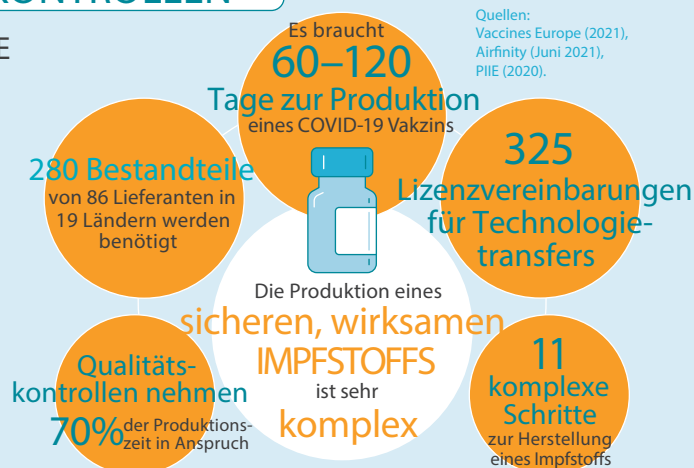 KONTROLLEN
E
Quellen:
Vaccines Europe (2021),
Airfinity (Juni 2021),
PIIE (2020).
Es braucht
60–120
Tage zur Produktion
eines COVID-19 Vakzins
280 Bestandteile
von 86 Lieferanten in
19 Ländern werden
benötigt
325
Lizenzvereinbarungen
für Technologie-
transfers
Die Produktion eines
sicheren, wirksamen
IMPFSTOFFS
ist sehr
komplex
Qualitäts-
kontrollen nehmen
70% der Produktions-
zeit in Anspruch
11
komplexe
Schritte
zur Herstellung
eines Impfstoffs